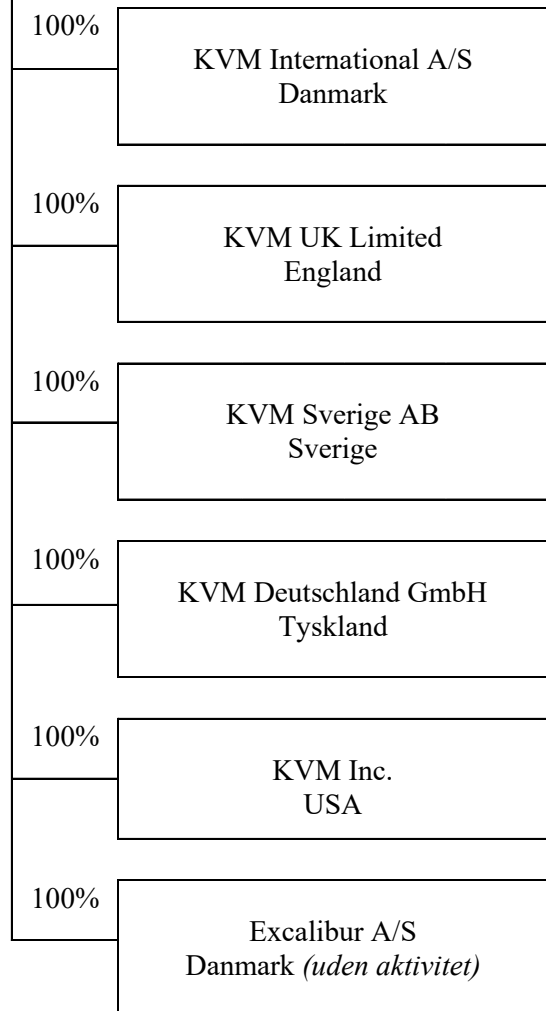 100%
KVM International A/S
Danmark
100%
KVM UK Limited
England
100%
KVM Sverige AB
Sverige
100%
KVM Deutschland GmbH
Tyskland
100%
KVM Inc.
USA
100%
Excalibur A/S
Danmark (uden aktivitet)